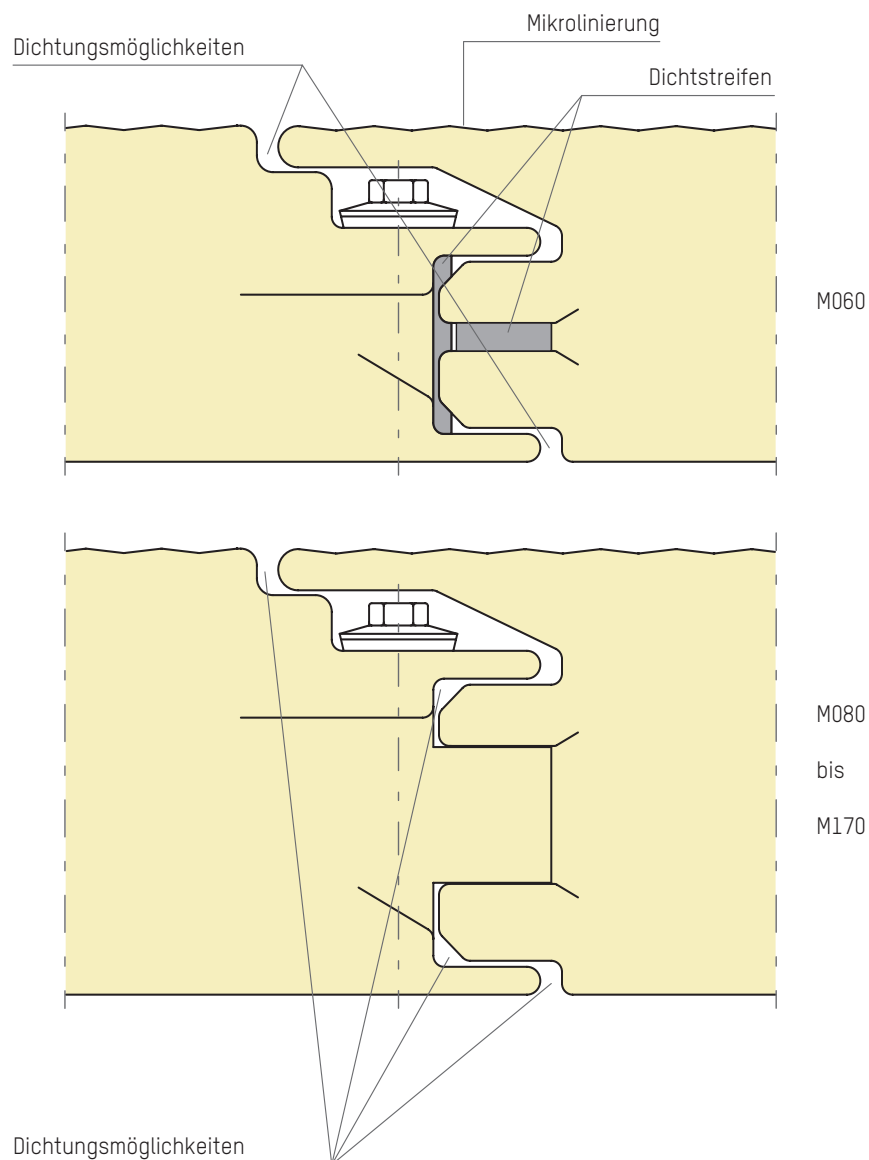 Mikrolinierung
Dichtungsmöglichkeiten
Dichtstreifen
M060
M080
bis
M170
Dichtungsmöglichkeiten